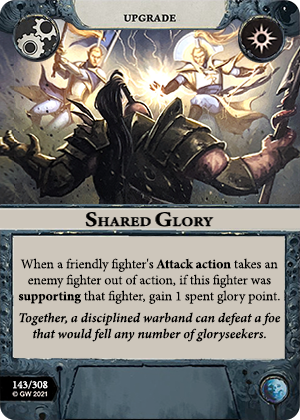 UPGRADE
SHARED GLORY
When a friendly fighter's Attack action takes an
enemy fighter out of action, if this fighter was
supporting that fighter, gain 1 spent glory point.
Together, a disciplined warband can defeat a foe
that would fell any number of gloryseekers.
143/308
© GW 2021